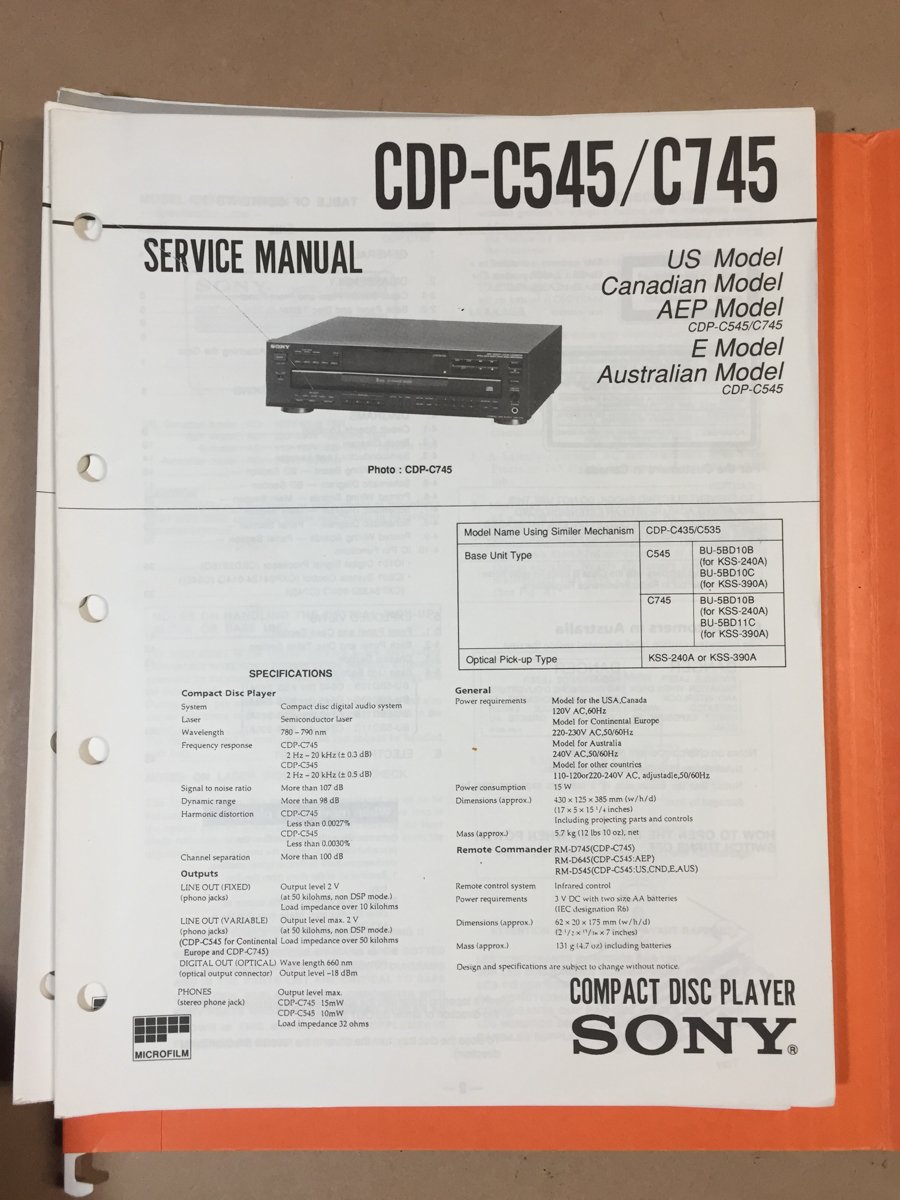 CDP-C545/C745
SERVICE MANUAL
US Model
Canadian Model
AEP Model
CDP-C545/C745
E Model
Australian Model
CDP-C545
SONY
Photo : CDP-C745
Model Name Using Similer Mechanism CDP-C435/C535
Base Unit Type
C545
BU-5BD10B
(for KSS-240A)
BU-5BD10C
(for KSS-390A)
C745
BU-5BD10B
(for KSS-240A)
BU-5BD11C
(for KSS-390A)
Optical Pick-up Type KSS-240A or KSS-390A
SPECIFICATIONS
Compact Disc Player
System Compact disc digital audio system
Laser Semiconductor laser
Wavelength 780 – 790 nm
Frequency response CDP-C745
2 Hz – 20 kHz (± 0.3 dB)
CDP-C545
2 Hz – 20 kHz (± 0.5 dB)
Signal to noise ratio More than 107 dB
Dynamic range More than 98 dB
Harmonic distortion CDP-C745
Less than 0.0027%
CDP-C545
Less than 0.0030%
Channel separation More than 100 dB
Outputs
LINE OUT (FIXED) Output level 2 V
(phono jacks) (at 50 kilohms, non DSP mode.)
Load impedance over 10 kilohms
LINE OUT (VARIABLE) Output level max. 2 V
(phono jacks) (at 50 kilohms, non DSP mode.)
(CDP-C545 for Continental Load impedance over 50 kilohms
Europe and CDP-C745)
DIGITAL OUT (OPTICAL) Wave length 660 nm
(optical output connector) Output level –18 dBm
PHONES Output level max.
(stereo phone jack) CDP-C745 15mW
CDP-C545 10mW
Load impedance 32 ohms
General
Power requirements Model for the USA,Canada
120V AC,60Hz
Model for Continental Europe
220-230V AC,50/60Hz
Model for Australia
240V AC,50/60Hz
Model for other countries
110-120or220-240V AC, adjustadle,50/60Hz
Power consumption 15 W
Dimensions (approx.) 430 × 125 × 385 mm (w/h/d)
(17 × 5 × 15 1/4 inches)
Including projecting parts and controls
Mass (approx.) 5.7 kg (12 lbs 10 oz), net
Remote Commander RM-D745(CDP-C745)
RM-D645(CDP-C545:AEP)
RM-D545(CDP-C545:US,CND,E,AUS)
Remote control system Infrared control
Power requirements 3 V DC with two size AA batteries
(IEC designation R6)
Dimensions (approx.) 62 × 20 × 175 mm (w/h/d)
(2 1/2 × 13/16 × 7 inches)
Mass (approx.) 131 g (4.7 oz) including batteries
Design and specifications are subject to change without notice.
MICROFILM
COMPACT DISC PLAYER
SONY®